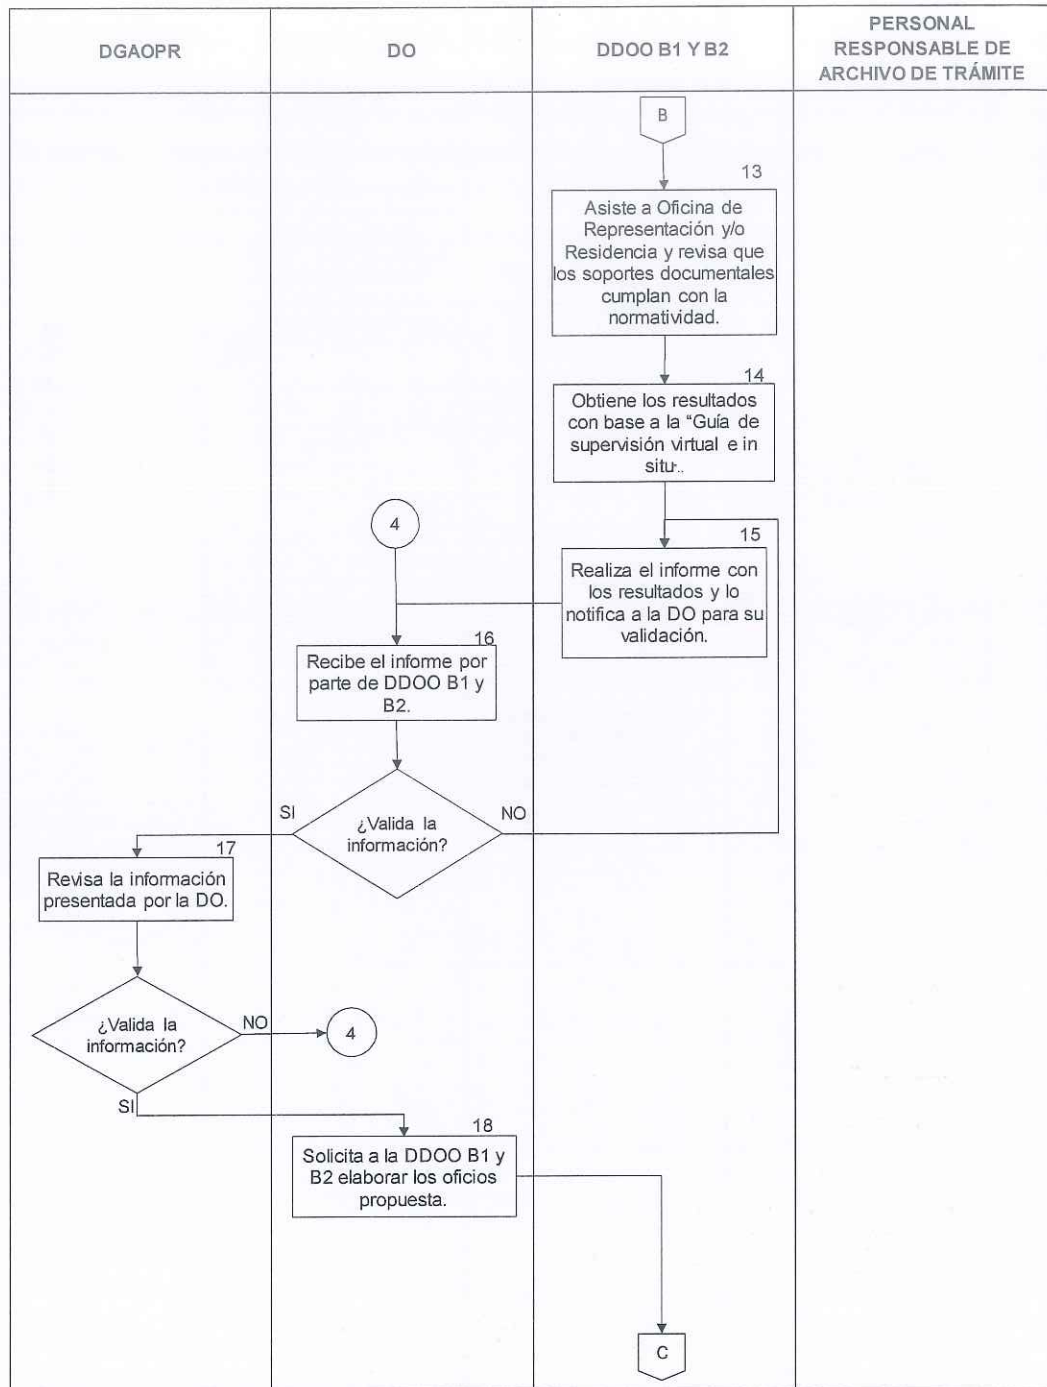 DGAOPR
DO
DDOO B1 Y B2
PERSONAL
RESPONSABLE DE
ARCHIVO DE TRÁMITE
B
13
Asiste a Oficina de
Representación y/o
Residencia y revisa que
los soportes documentales
cumplan con la
normatividad.
14
Obtiene los resultados
con base a la “Guía de
supervisión virtual e in
situ..
4
15
Realiza el informe con
los resultados y lo
notifica a la DO para su
validación.
16
Recibe el informe por
parte de DDOO B1 y
B2.
SI
¿Valida la
información?
NO
17
Revisa la información
presentada por la DO.
¿Valida la
información?
NO
4
SI
18
Solicita a la DDOO B1 y
B2 elaborar los oficios
propuesta.
C